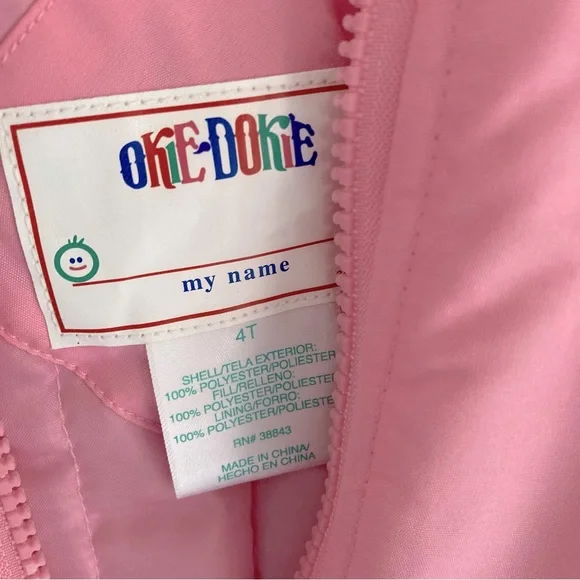 OKIE·DOKIE
my name
4T
SHELL/TELA EXTERIOR:
100% POLYESTER/POLIESTER
FILL/RELLENO:
100% POLYESTER/POLIESTER
LINING/FORRO:
100% POLYESTER/POLIESTE
RN# 38843
MADE IN CHINA/
HECHO EN CHINA